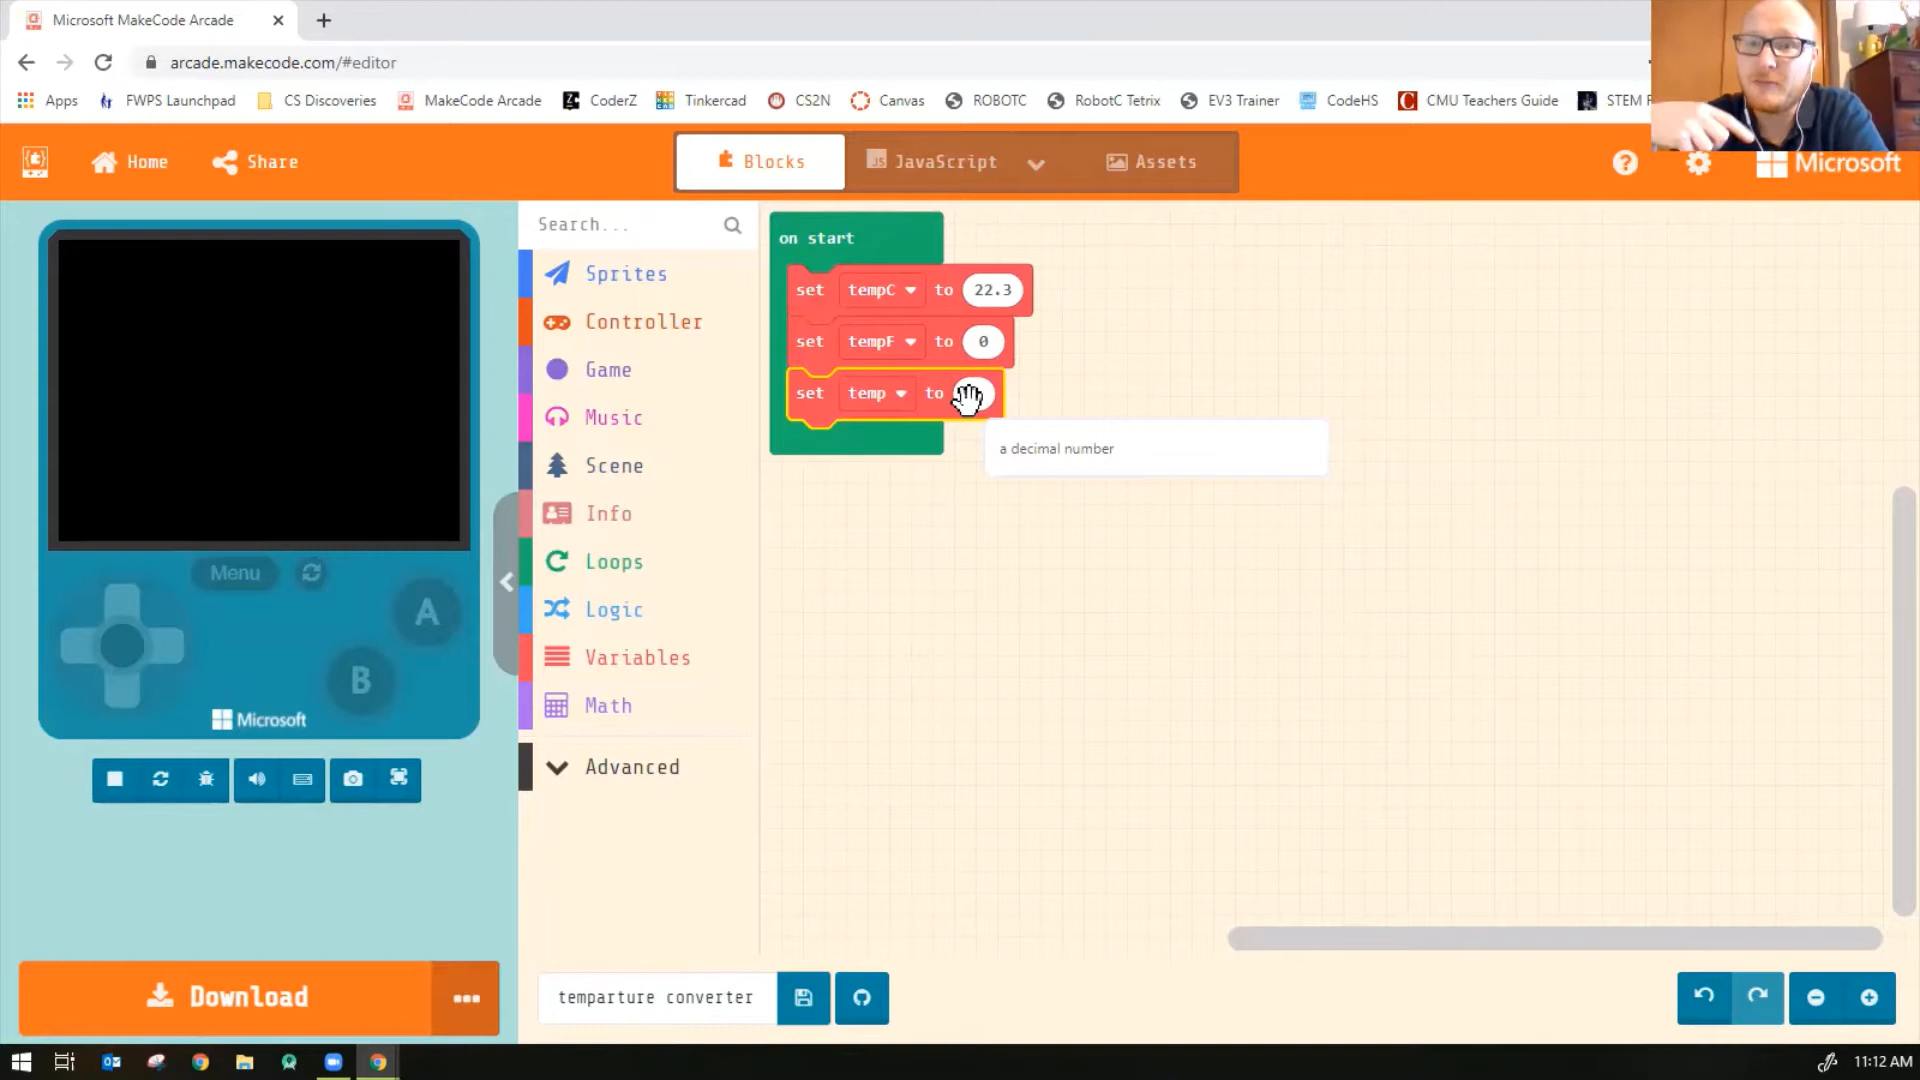 Microsoft MakeCode Arcade
arcade.makecode.com/#editor
Apps FWPS Launchpad CS Discoveries MakeCode Arcade CoderZ Tinkercad CS2N Canvas ROBOTC RobotC Tetrix EV3 Trainer CodeHS CMU Teachers Guide STEM
Home Share Blocks JS JavaScript Assets ? Microsoft
Search...
Sprites
Controller
Game
Music
Scene
Info
Loops
Logic
Variables
Math
Advanced
on start
set tempC to 22.3
set tempF to 0
set temp to
a decimal number
Menu
A
B
Microsoft
Download ...
temparture converter
11:12 AM